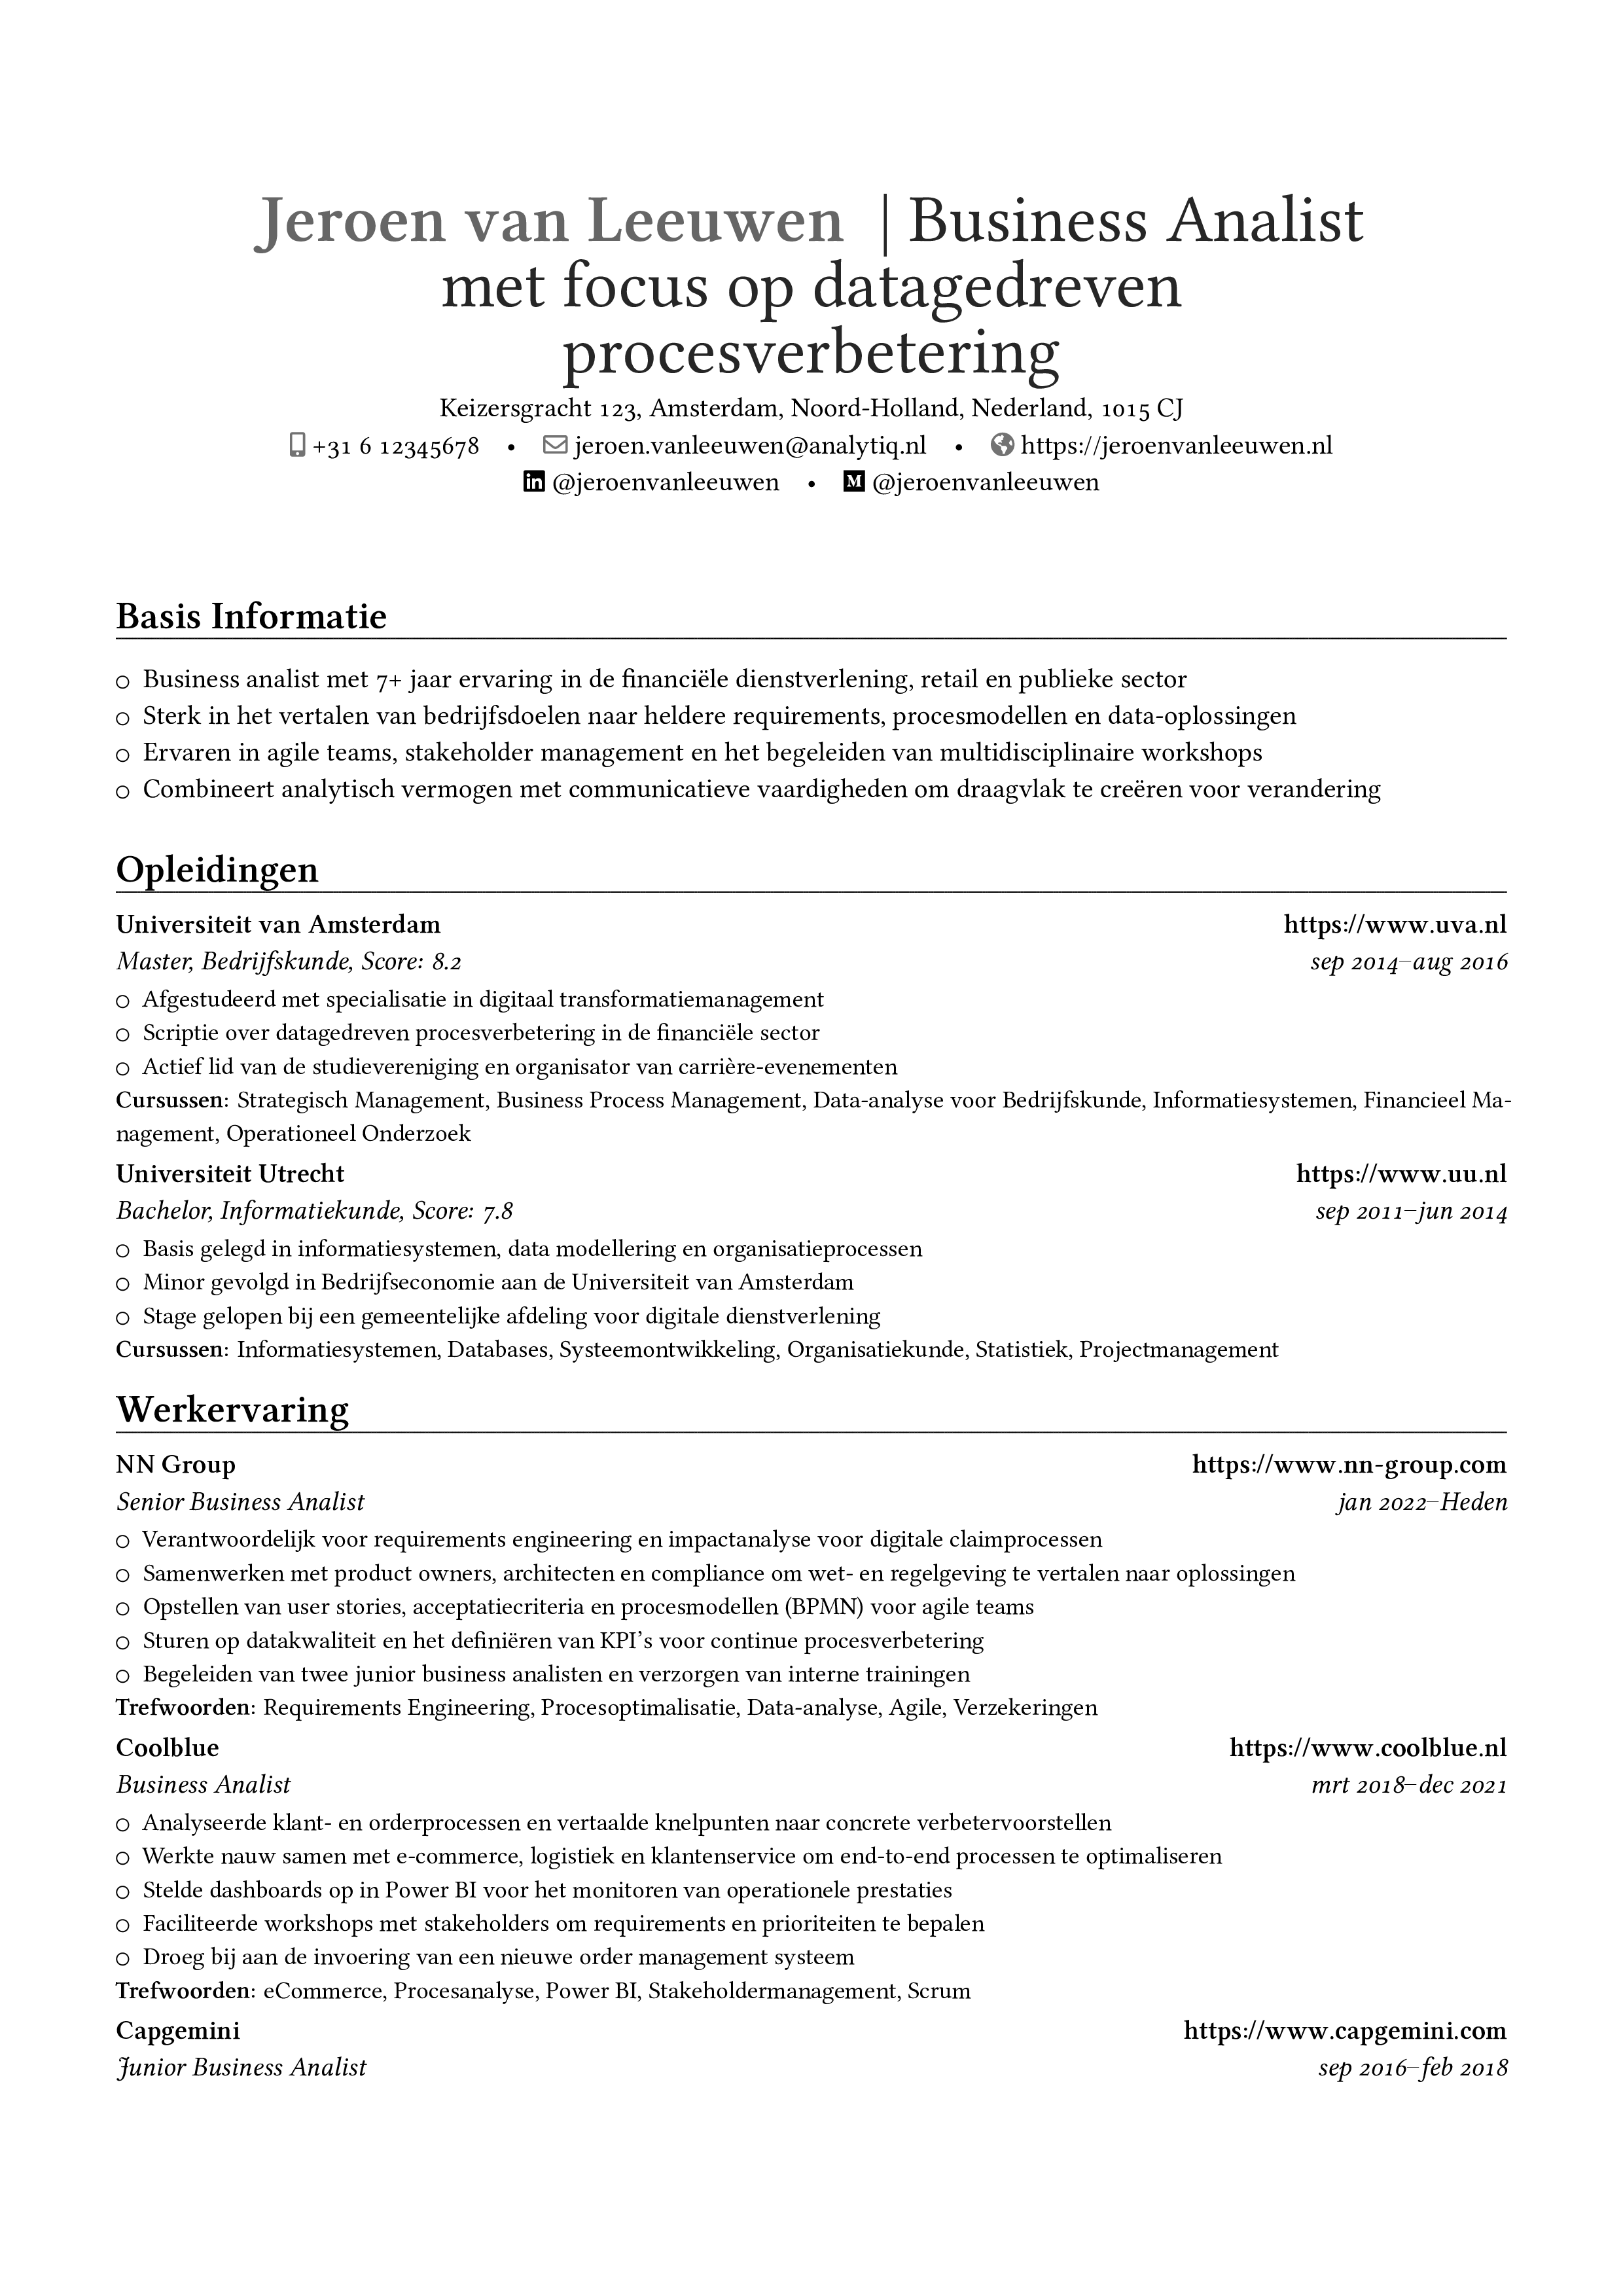 Jeroen van Leeuwen | Business Analist
met focus op datagedreven
procesverbetering
Keizersgracht 123, Amsterdam, Noord-Holland, Nederland, 1015 CJ
+31 6 12345678 • jeroen.vanleeuwen@analytiq.nl • https://jeroenvanleeuwen.nl
@jeroenvanleeuwen • @jeroenvanleeuwen
Basis Informatie
Business analist met 7+ jaar ervaring in de financiële dienstverlening, retail en publieke sector
Sterk in het vertalen van bedrijfsdoelen naar heldere requirements, procesmodellen en data-oplossingen
Ervaren in agile teams, stakeholder management en het begeleiden van multidisciplinaire workshops
Combineert analytisch vermogen met communicatieve vaardigheden om draagvlak te creëren voor verandering
Opleidingen
Universiteit van Amsterdam https://www.uva.nl
Master, Bedrijfskunde, Score: 8.2 sep 2014–aug 2016
Afgestudeerd met specialisatie in digitaal transformatiemanagement
Scriptie over datagedreven procesverbetering in de financiële sector
Actief lid van de studievereniging en organisator van carrière-evenementen
Cursussen: Strategisch Management, Business Process Management, Data-analyse voor Bedrijfskunde, Informatiesystemen, Financieel Ma-
nagement, Operationeel Onderzoek
Universiteit Utrecht https://www.uu.nl
Bachelor, Informatiekunde, Score: 7.8 sep 2011–jun 2014
Basis gelegd in informatiesystemen, data modellering en organisatieprocessen
Minor gevolgd in Bedrijfseconomie aan de Universiteit van Amsterdam
Stage gelopen bij een gemeentelijke afdeling voor digitale dienstverlening
Cursussen: Informatiesystemen, Databases, Systeemontwikkeling, Organisatiekunde, Statistiek, Projectmanagement
Werkervaring
NN Group https://www.nn-group.com
Senior Business Analist jan 2022–Heden
Verantwoordelijk voor requirements engineering en impactanalyse voor digitale claimprocessen
Samenwerken met product owners, architecten en compliance om wet- en regelgeving te vertalen naar oplossingen
Opstellen van user stories, acceptatiecriteria en procesmodellen (BPMN) voor agile teams
Sturen op datakwaliteit en het definiëren van KPI’s voor continue procesverbetering
Begeleiden van twee junior business analisten en verzorgen van interne trainingen
Trefwoorden: Requirements Engineering, Procesoptimalisatie, Data-analyse, Agile, Verzekeringen
Coolblue https://www.coolblue.nl
Business Analist mrt 2018–dec 2021
Analyseerde klant- en orderprocessen en vertaalde knelpunten naar concrete verbetervoorstellen
Werkte nauw samen met e-commerce, logistiek en klantenservice om end-to-end processen te optimaliseren
Stelde dashboards op in Power BI voor het monitoren van operationele prestaties
Faciliteerde workshops met stakeholders om requirements en prioriteiten te bepalen
Droeg bij aan de invoering van een nieuwe order management systeem
Trefwoorden: eCommerce, Procesanalyse, Power BI, Stakeholdermanagement, Scrum
Capgemini https://www.capgemini.com
Junior Business Analist sep 2016–feb 2018